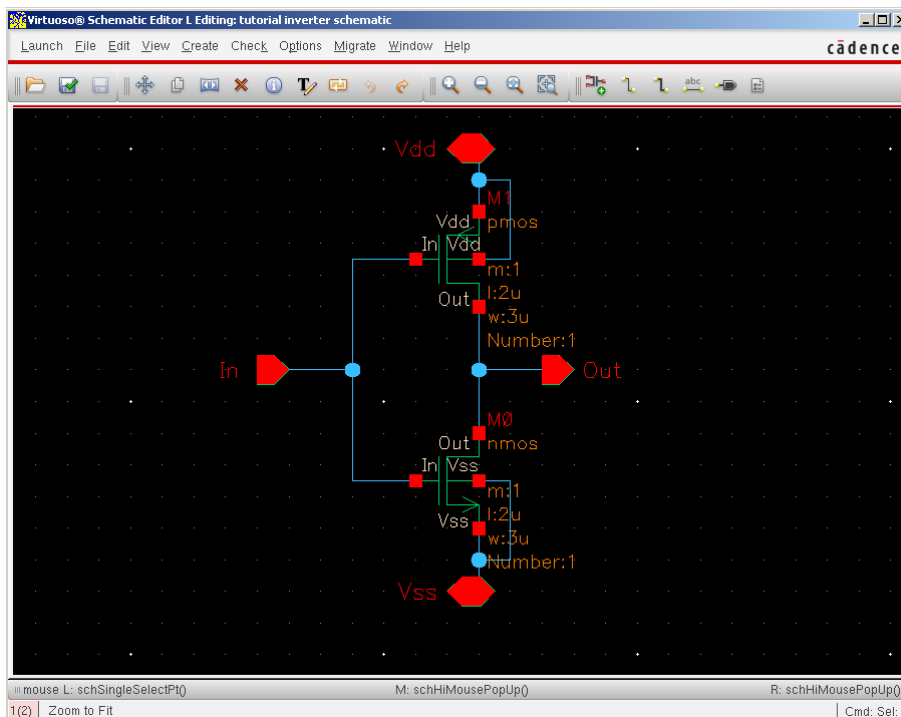 Virtuoso® Schematic Editor L Editing: tutorial inverter schematic
Launch File Edit View Create Check Options Migrate Window Help
cādence
abc
Vdd
M1
Vdd pmos
In Vdd
m:1
Out l:2u
w:3u
Number:1
In
Out
M0
Out nmos
In Vss
m:1
Vss l:2u
w:3u
Number:1
Vss
mouse L: schSingleSelectPt() M: schHiMousePopUp() R: schHiMousePopUp()
1(2) Zoom to Fit Cmd: Sel: